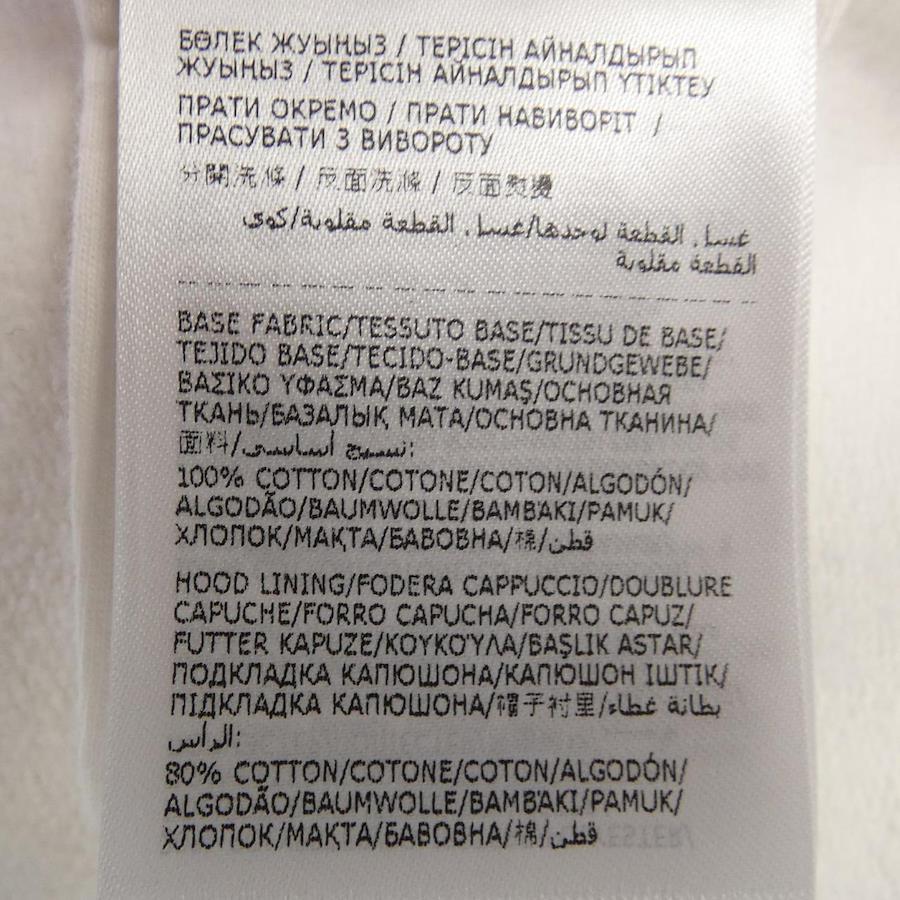 БӨЛЕК ЖУЫҢЫЗ / ТЕРІСІН АЙНАЛДЫРЫП
ЖУЫҢЫЗ / ТЕРІСІН АЙНАЛДЫРЫП ҮТІКТЕУ
ПРАТИ ОКРЕМО / ПРАТИ НАВИВОРІТ /
ПРАСУВАТИ З ВИВОРОТУ
分開洗滌 / 反面洗滌 / 反面熨燙
غسل القطعة لوحدها/غسل القطعة مقلوبة/كوي
القطعة مقلوبة
BASE FABRIC/TESSUTO BASE/TISSU DE BASE/
TEJIDO BASE/TECIDO-BASE/GRUNDGEWEBE/
ΒΑΣΙΚΟ ΥΦΑΣΜΑ/BAZ KUMAŞ/ОСНОВНАЯ
ТКАНЬ/БАЗАЛЫҚ МАТА/ОСНОВНА ТКАНИНА/
面料/نسيج أساسي:
100% COTTON/COTONE/COTON/ALGODÓN/
ALGODÃO/BAUMWOLLE/ΒΑΜΒΆΚΙ/PAMUK/
ХЛОПОК/МАҚТА/БАВОВНА/棉/قطن
HOOD LINING/FODERA CAPPUCCIO/DOUBLURE
CAPUCHE/FORRO CAPUCHA/FORRO CAPUZ/
FUTTER KAPUZE/ΚΟΥΚΟΎΛΑ/BAŞLIK ASTAR/
ПОДКЛАДКА КАПЮШОНА/КАПЮШОН ІШТІК/
ПІДКЛАДКА КАПЮШОНА/帽子衬里/بطانة غطاء
الرأس:
80% COTTON/COTONE/COTON/ALGODÓN/
ALGODÃO/BAUMWOLLE/ΒΑΜΒΆΚΙ/PAMUK/
ХЛОПОК/МАҚТА/БАВОВНА/棉/قطن